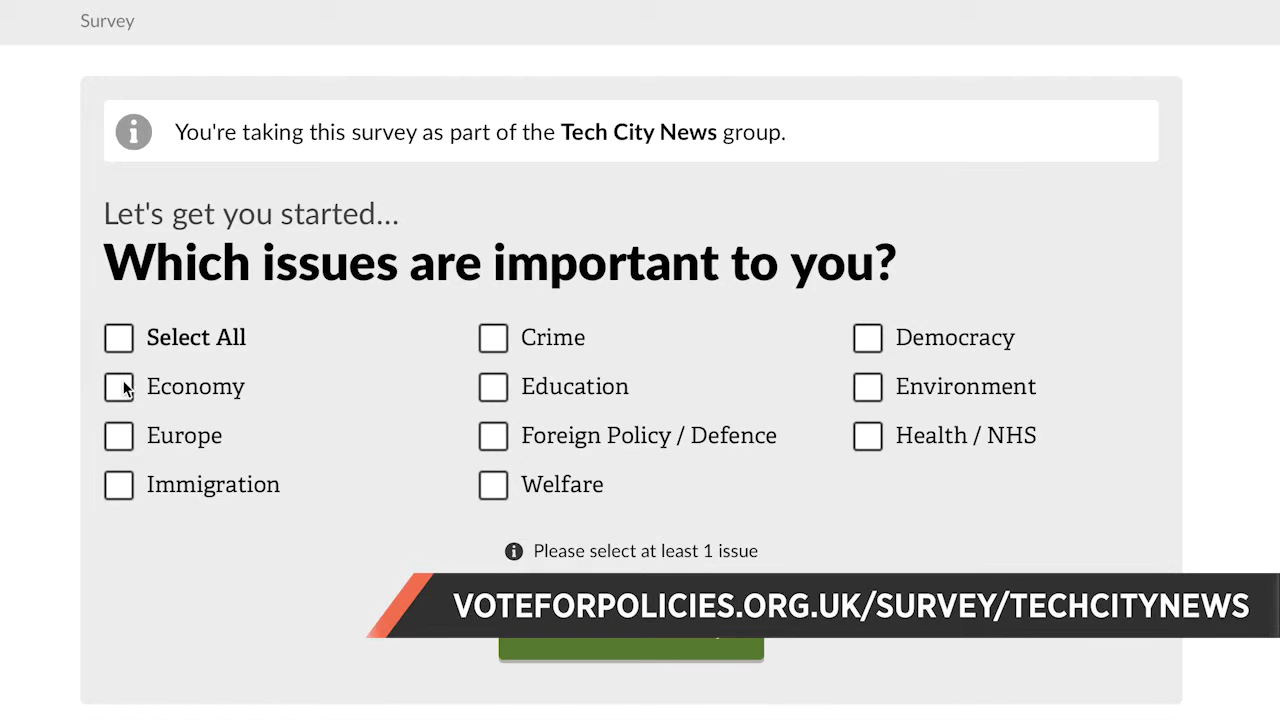 Survey
You're taking this survey as part of the Tech City News group.
Let's get you started...
Which issues are important to you?
Select All Crime Democracy
Economy Education Environment
Europe Foreign Policy / Defence Health / NHS
Immigration Welfare
Please select at least 1 issue
VOTEFORPOLICIES.ORG.UK/SURVEY/TECHCITYNEWS